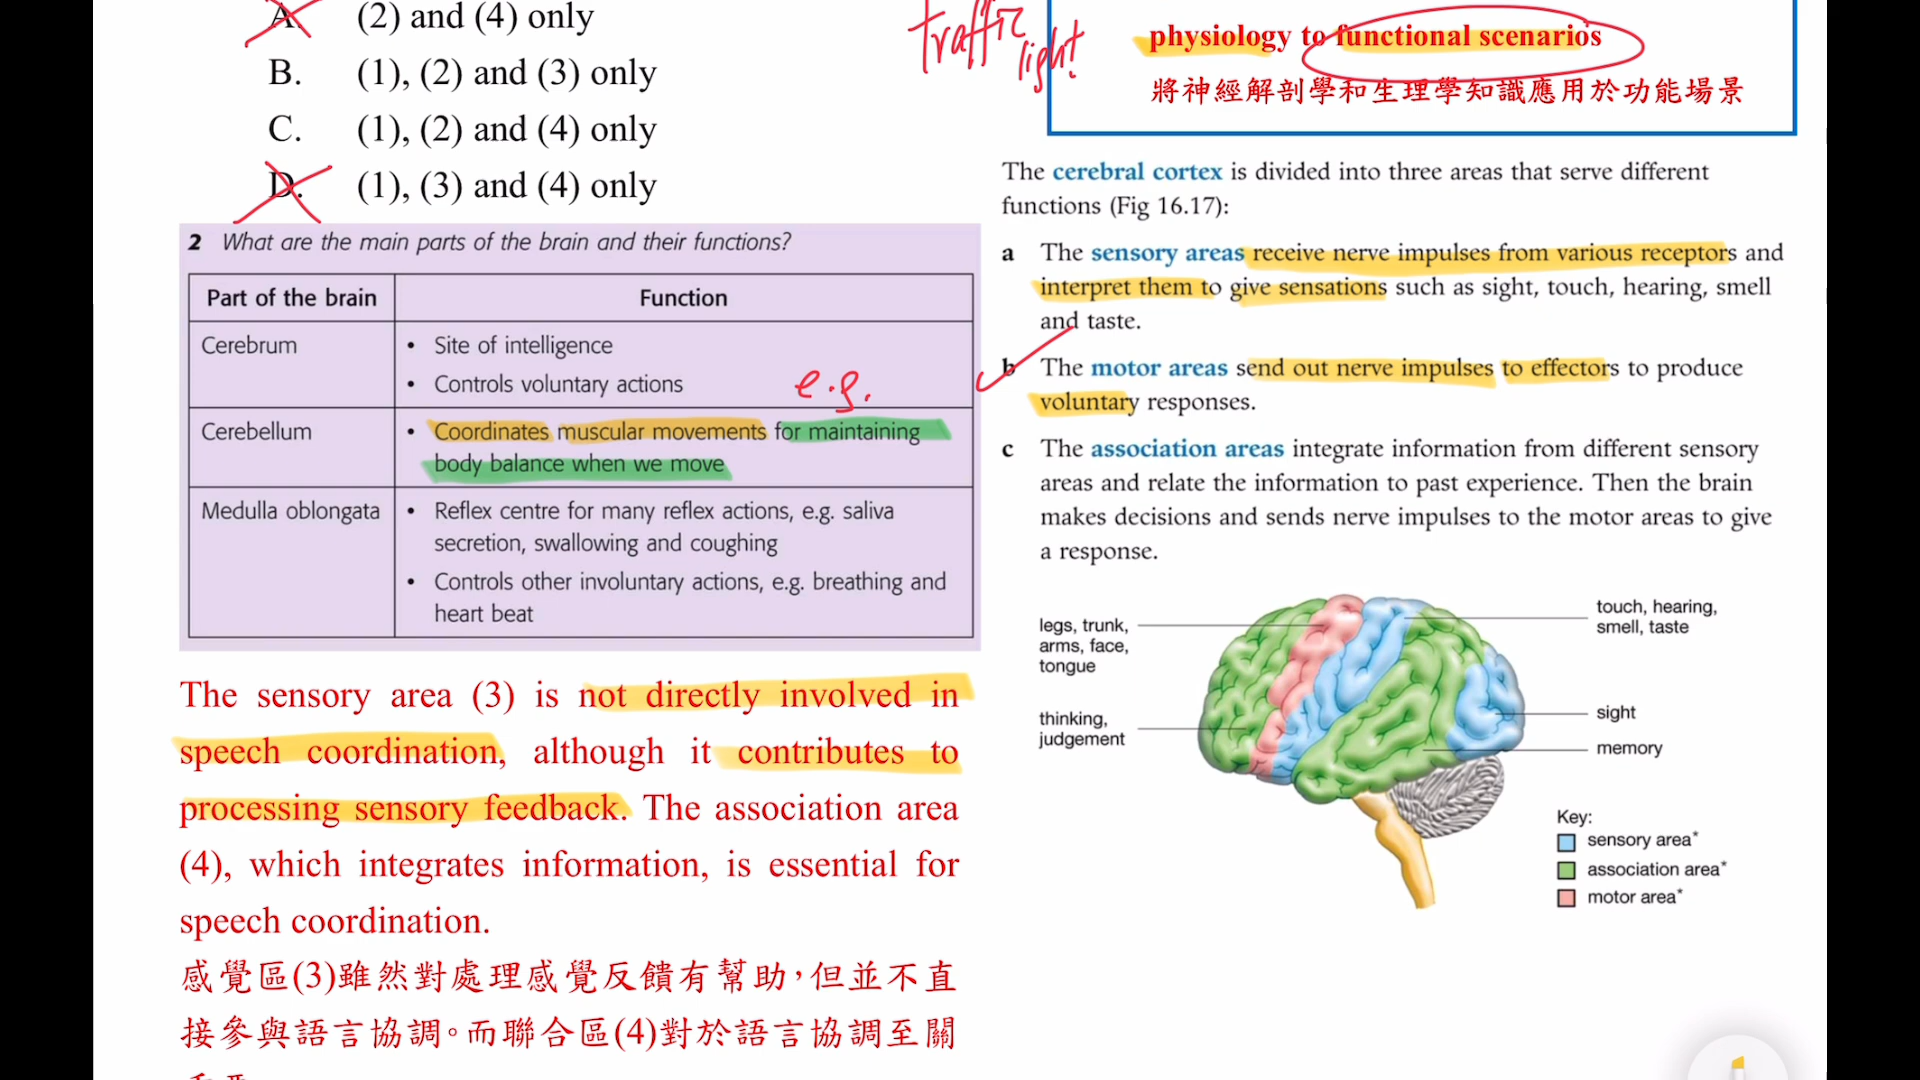 A. (2) and (4) only
B. (1), (2) and (3) only
C. (1), (2) and (4) only
D. (1), (3) and (4) only
2 What are the main parts of the brain and their functions?
Part of the brain Function
Cerebrum • Site of intelligence
• Controls voluntary actions
e.g.
Cerebellum • Coordinates muscular movements for maintaining
body balance when we move
Medulla oblongata • Reflex centre for many reflex actions, e.g. saliva
secretion, swallowing and coughing
• Controls other involuntary actions, e.g. breathing and
heart beat
The sensory area (3) is not directly involved in
speech coordination, although it contributes to
processing sensory feedback. The association area
(4), which integrates information, is essential for
speech coordination.
感覺區(3)雖然對處理感覺反饋有幫助，但並不直
接參與語言協調。而聯合區(4)對於語言協調至關
traffic
light!
physiology to functional scenarios
將神經解剖學和生理學知識應用於功能場景
The cerebral cortex is divided into three areas that serve different
functions (Fig 16.17):
a The sensory areas receive nerve impulses from various receptors and
interpret them to give sensations such as sight, touch, hearing, smell
and taste.
b The motor areas send out nerve impulses to effectors to produce
voluntary responses.
c The association areas integrate information from different sensory
areas and relate the information to past experience. Then the brain
makes decisions and sends nerve impulses to the motor areas to give
a response.
legs, trunk,
arms, face,
tongue
thinking,
judgement
touch, hearing,
smell, taste
sight
memory
Key:
sensory area*
association area*
motor area*